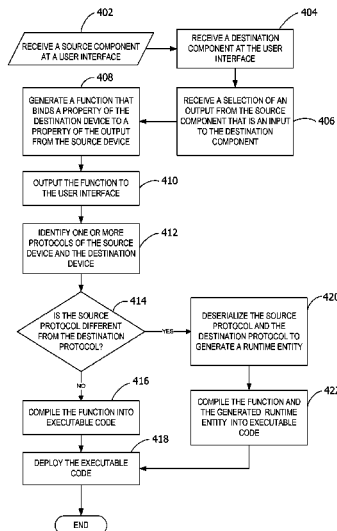 402
RECEIVE A SOURCE COMPONENT
AT A USER INTERFACE
404
RECEIVE A DESTINATION
COMPONENT AT THE USER
INTERFACE
408
GENERATE A FUNCTION THAT
BINDS A PROPERTY OF THE
DESTINATION DEVICE TO A
PROPERTY OF THE OUTPUT
FROM THE SOURCE DEVICE
RECEIVE A SELECTION OF AN
OUTPUT FROM THE SOURCE
COMPONENT THAT IS AN INPUT
TO THE DESTINATION
COMPONENT
406
OUTPUT THE FUNCTION TO
THE USER INTERFACE
410
IDENTIFY ONE OR MORE
PROTOCOLS OF THE SOURCE
DEVICE AND THE DESTINATION
DEVICE
412
IS THE SOURCE
PROTOCOL DIFFERENT
FROM THE DESTINATION
PROTOCOL?
414
YES
DESERIALIZE THE SOURCE
PROTOCOL AND THE
DESTINATION PROTOCOL TO
GENERATE A RUNTIME ENTITY
420
NO
COMPILE THE FUNCTION INTO
EXECUTABLE CODE
416
COMPILE THE FUNCTION AND
THE GENERATED RUNTIME
ENTITY INTO EXECUTABLE
CODE
422
DEPLOY THE EXECUTABLE
CODE
418
END